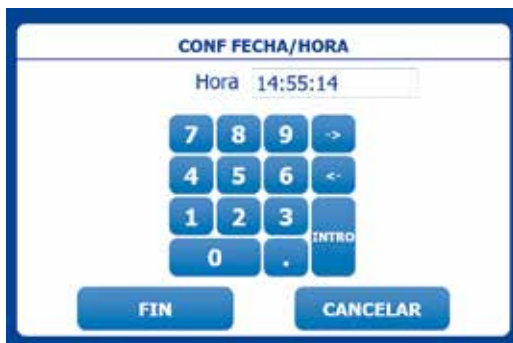 CONF FECHA/HORA
Hora 14:55:14
7 8 9 ->
4 5 6 <-
1 2 3 INTRO
0 .
FIN CANCELAR